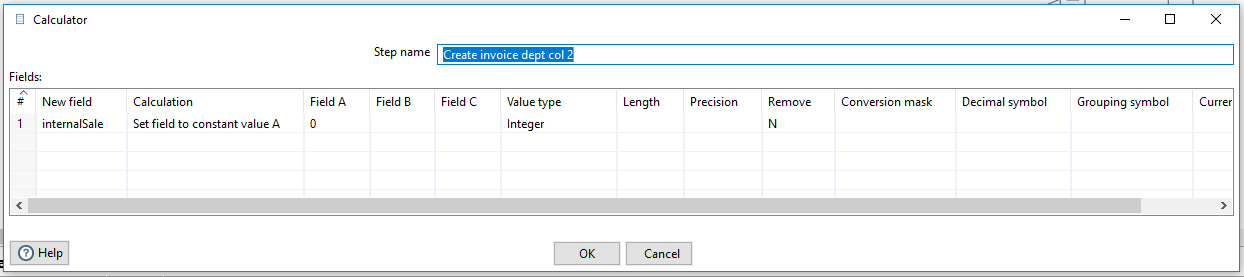 Calculator
Step name Create invoice dept col 2
Fields:
# New field Calculation Field A Field B Field C Value type Length Precision Remove Conversion mask Decimal symbol Grouping symbol Curren
1 internalSale Set field to constant value A 0 Integer N
Help OK Cancel